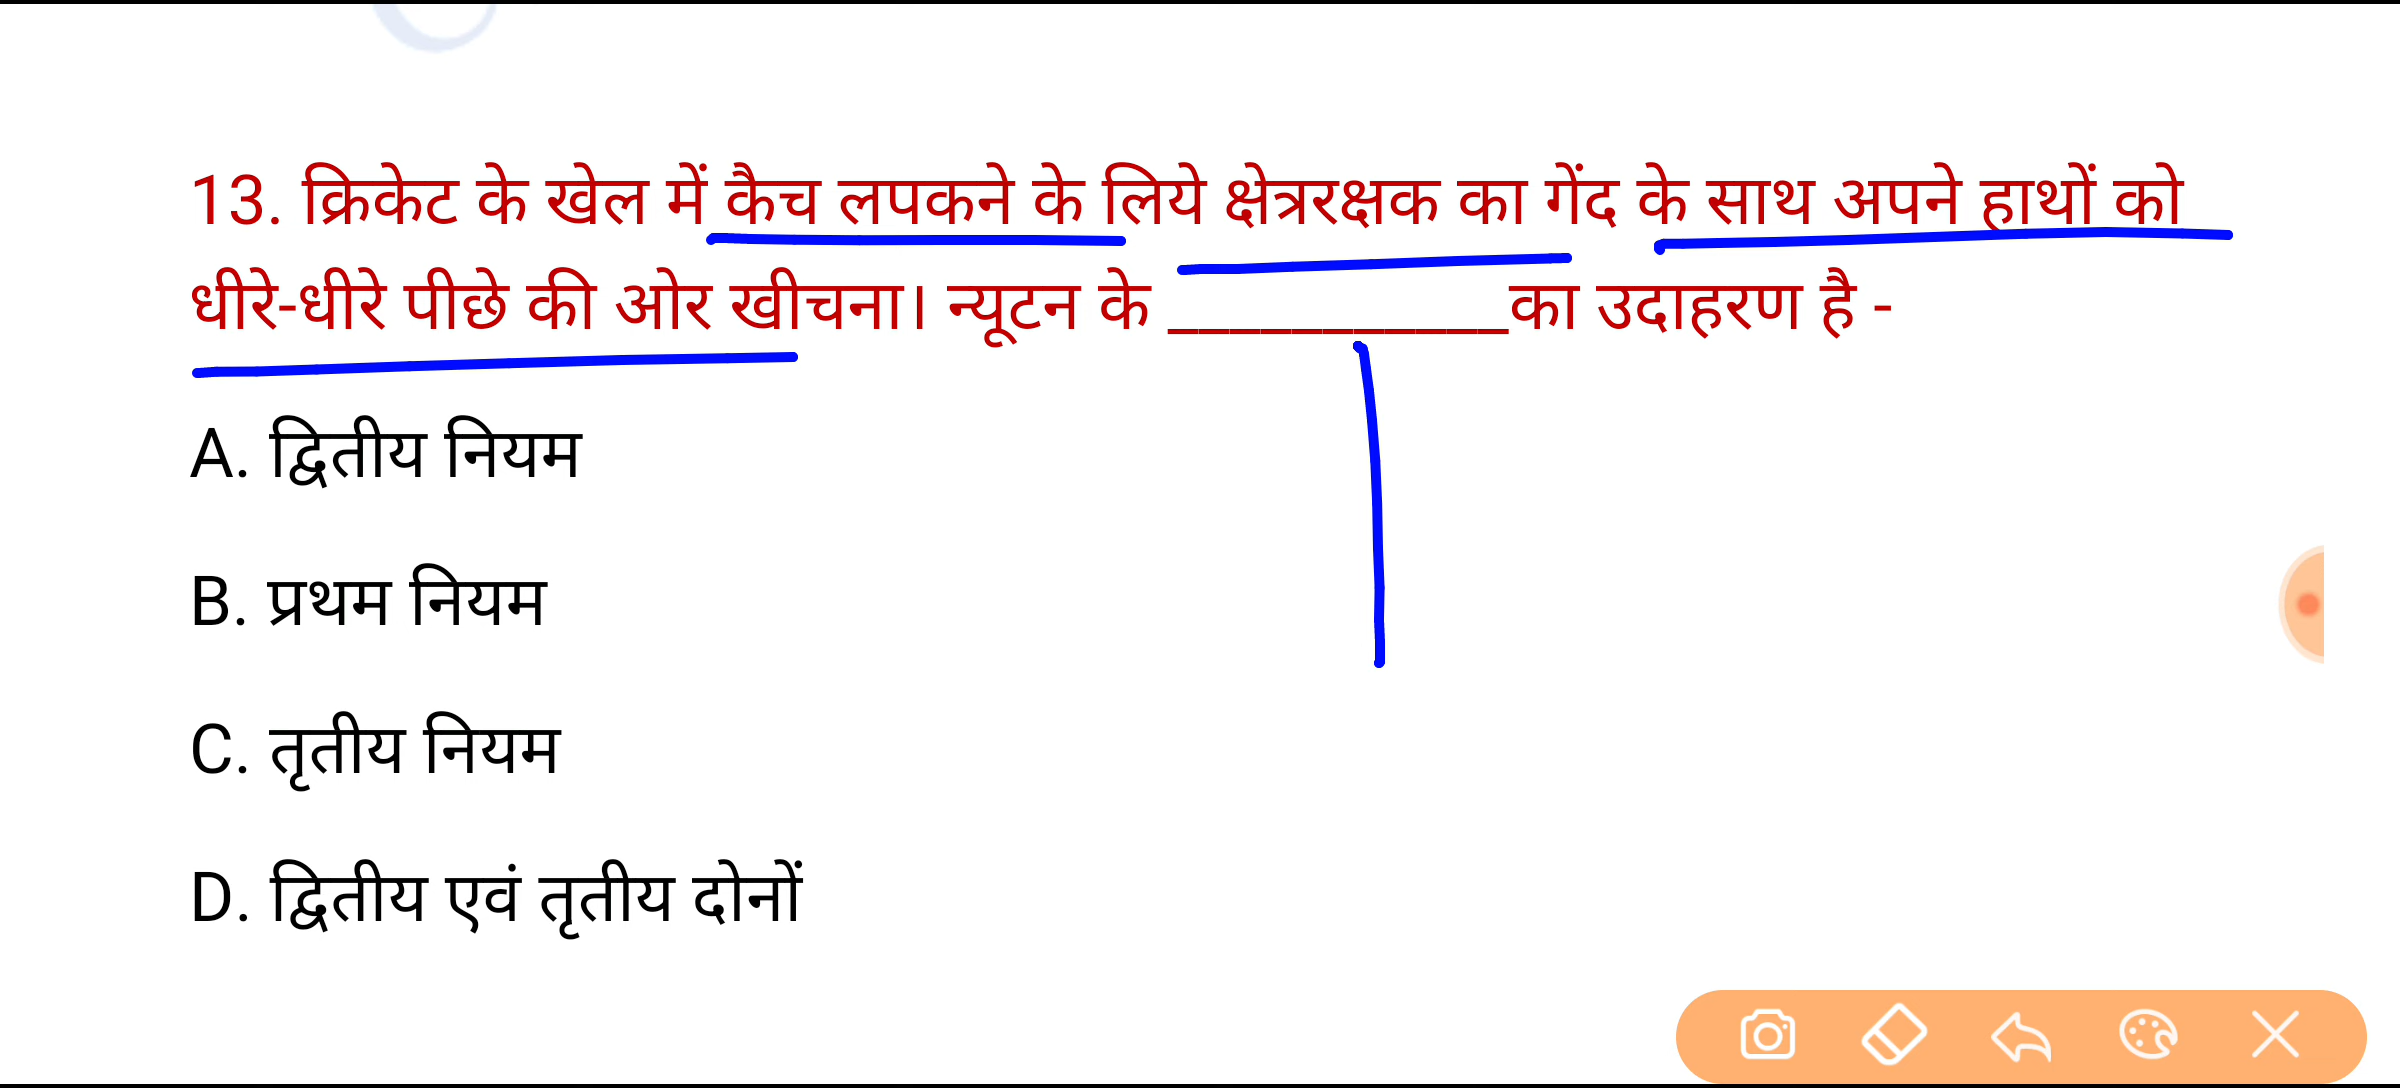 13. क्रिकेट के खेल में कैच लपकने के लिये क्षेत्ररक्षक का गेंद के साथ अपने हाथों को
धीरे-धीरे पीछे की ओर खीचना। न्यूटन के ___________का उदाहरण है -
A. द्वितीय नियम
B. प्रथम नियम
C. तृतीय नियम
D. द्वितीय एवं तृतीय दोनों